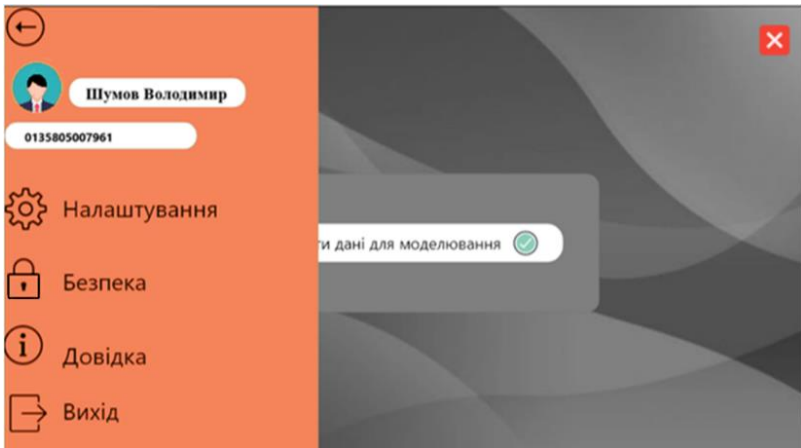 Шумов Володимир
0135805007961
Налаштування
ти дані для моделювання
Безпека
Довідка
Вихід